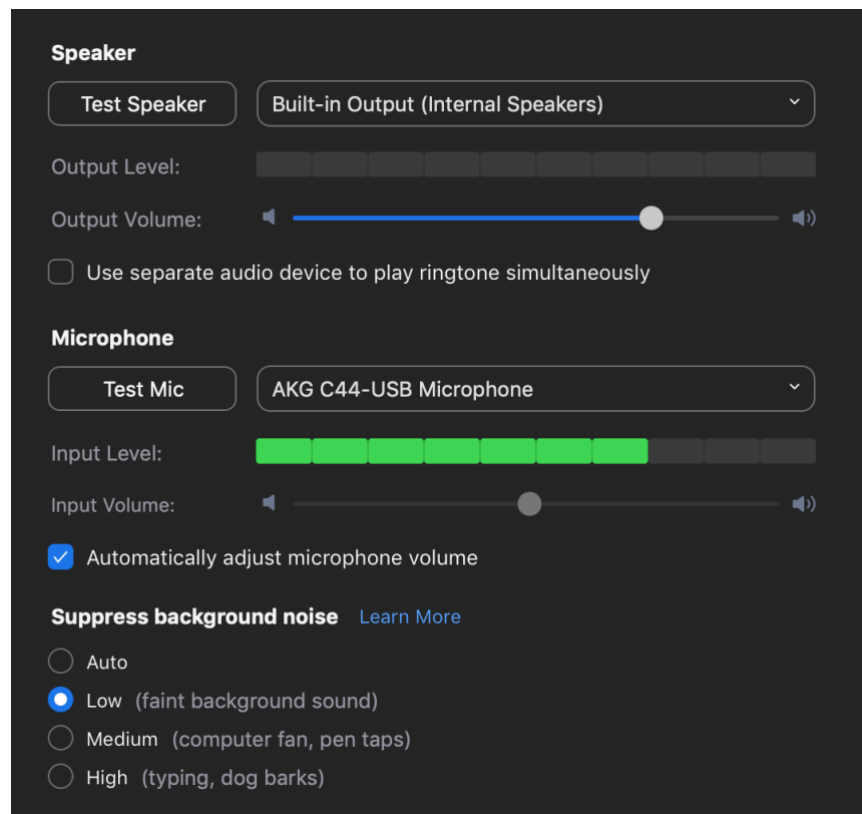 Speaker
Test Speaker Built-in Output (Internal Speakers)
Output Level:
Output Volume:
Use separate audio device to play ringtone simultaneously
Microphone
Test Mic AKG C44-USB Microphone
Input Level:
Input Volume:
Automatically adjust microphone volume
Suppress background noise Learn More
Auto
Low (faint background sound)
Medium (computer fan, pen taps)
High (typing, dog barks)